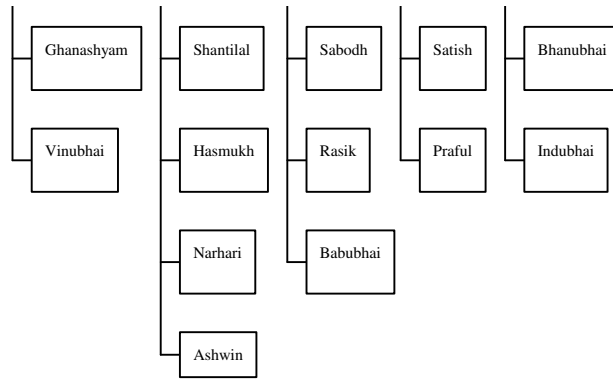 Ghanashyam
Shantilal
Sabodh
Satish
Bhanubhai
Vinubhai
Hasmukh
Rasik
Praful
Indubhai
Narhari
Babubhai
Ashwin